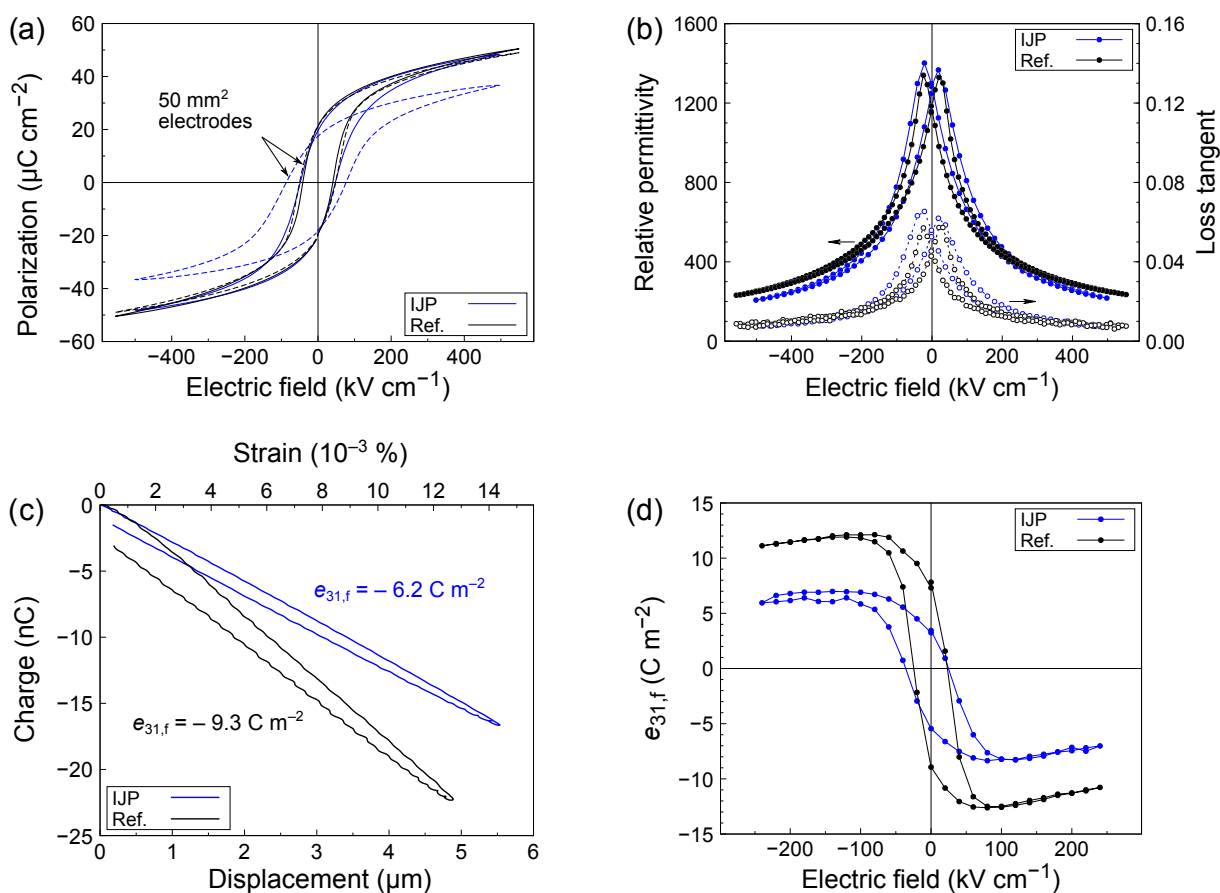 (a)
Polarization (µC cm−2)
60
40
20
0
−20
−40
−60
50 mm2
electrodes
IJP
Ref.
−400 −200 0 200 400
Electric field (kV cm−1)
(b)
Relative permittivity
1600
1400
1200
1000
800
600
400
200
0
IJP
Ref.
0.16
0.12
0.08
0.04
0.00
Loss tangent
−400 −200 0 200 400
Electric field (kV cm−1)
(c)
Strain (10−3 %)
0 2 4 6 8 10 12 14
Charge (nC)
0
−5
−10
−15
−20
−25
e31,f = − 6.2 C m−2
e31,f = − 9.3 C m−2
IJP
Ref.
0 1 2 3 4 5 6
Displacement (µm)
(d)
e31,f (C m−2)
15
10
5
0
−5
−10
−15
IJP
Ref.
−200 −100 0 100 200
Electric field (kV cm−1)